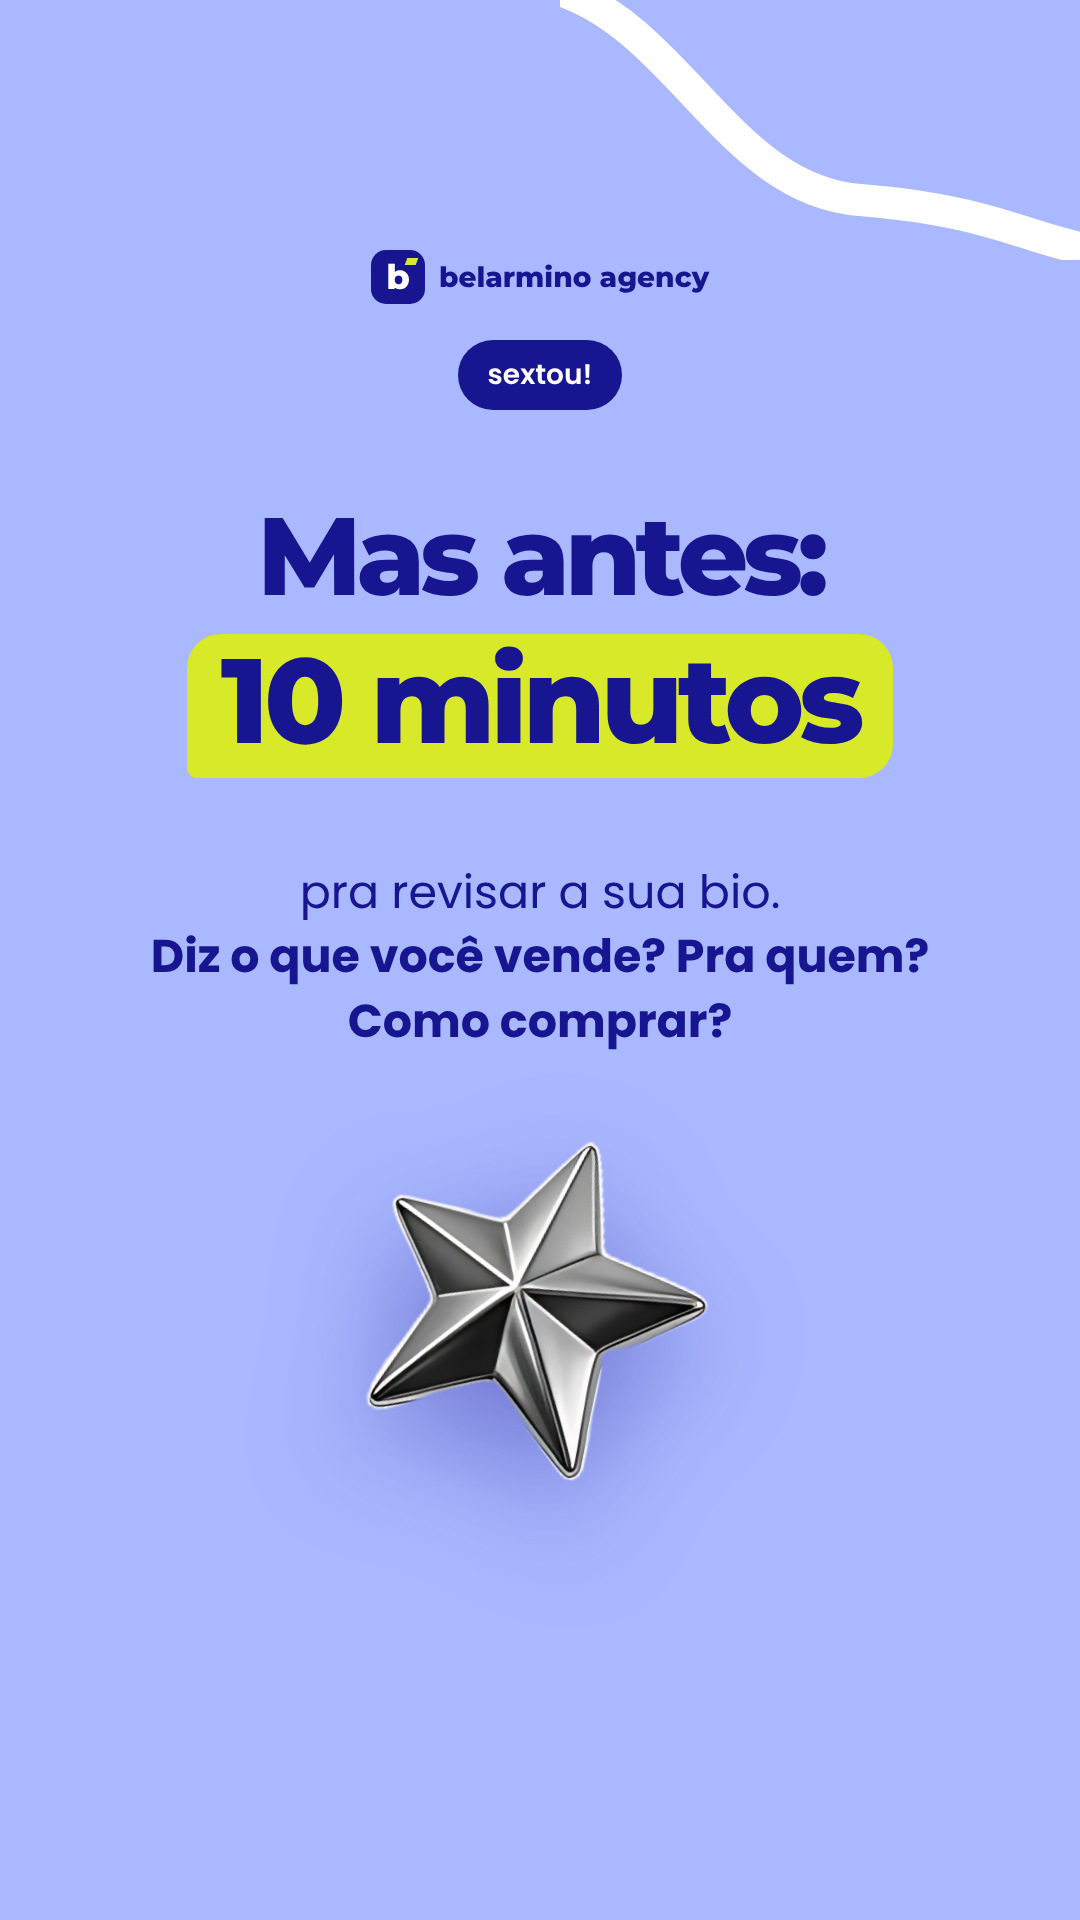 b belarmino agency
sextou!
Mas antes:
10 minutos
pra revisar a sua bio.
Diz o que você vende? Pra quem?
Como comprar?